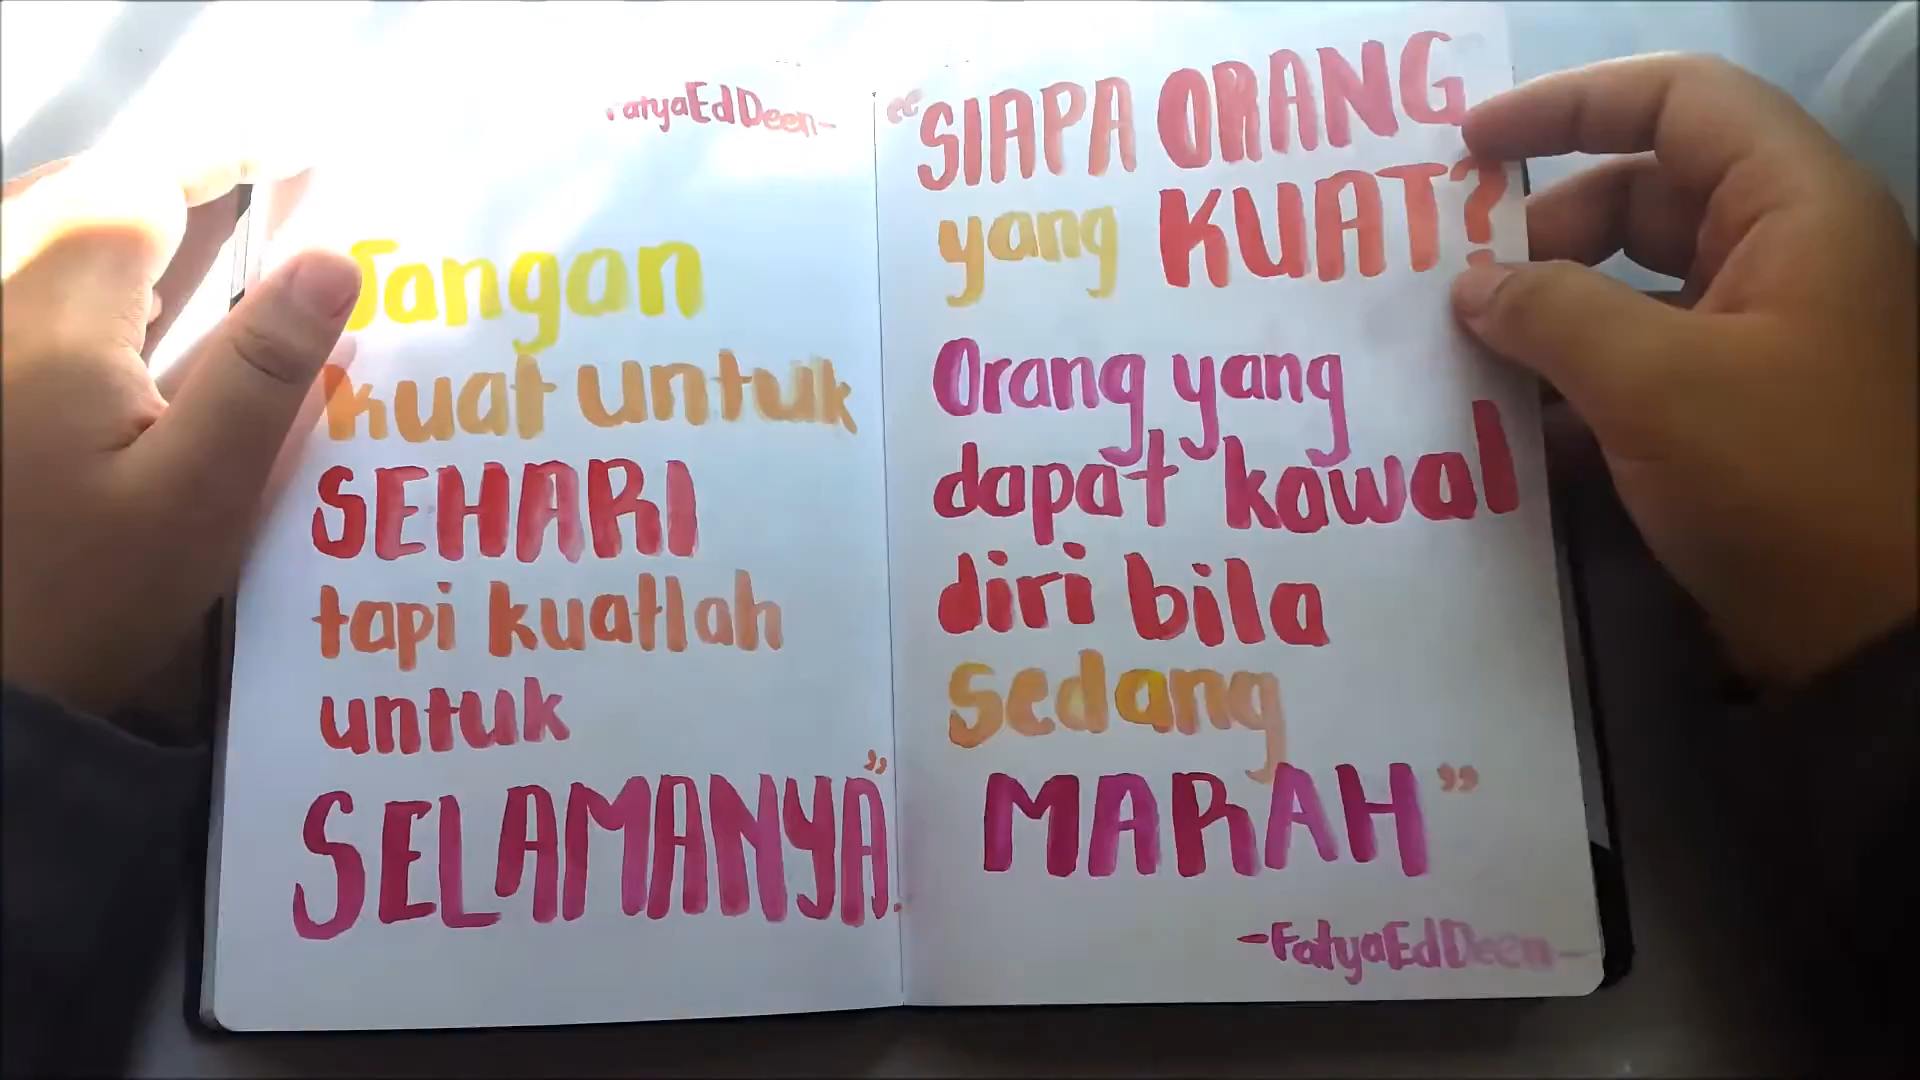 FatyaEdDeen-
Jangan
kuat untuk
SEHARI
tapi kuatlah
untuk
SELAMANYA.”
“SIAPA ORANG
yang KUAT?
Orang yang
dapat kawal
diri bila
sedang
MARAH”
-FatyaEdDeen-